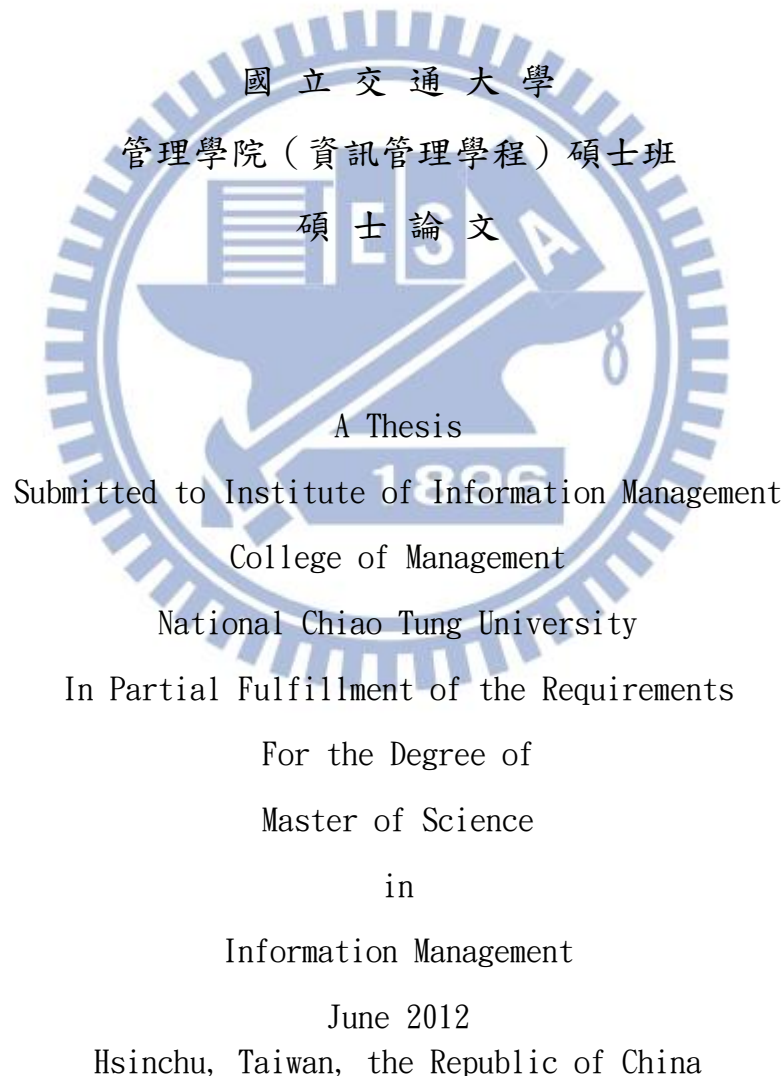 國 立 交 通 大 學
管理學院（資訊管理學程）碩士班
碩 士 論 文
E S A
A Thesis
1896
Submitted to Institute of Information Management
College of Management
National Chiao Tung University
In Partial Fulfillment of the Requirements
For the Degree of
Master of Science
in
Information Management
June 2012
Hsinchu, Taiwan, the Republic of China